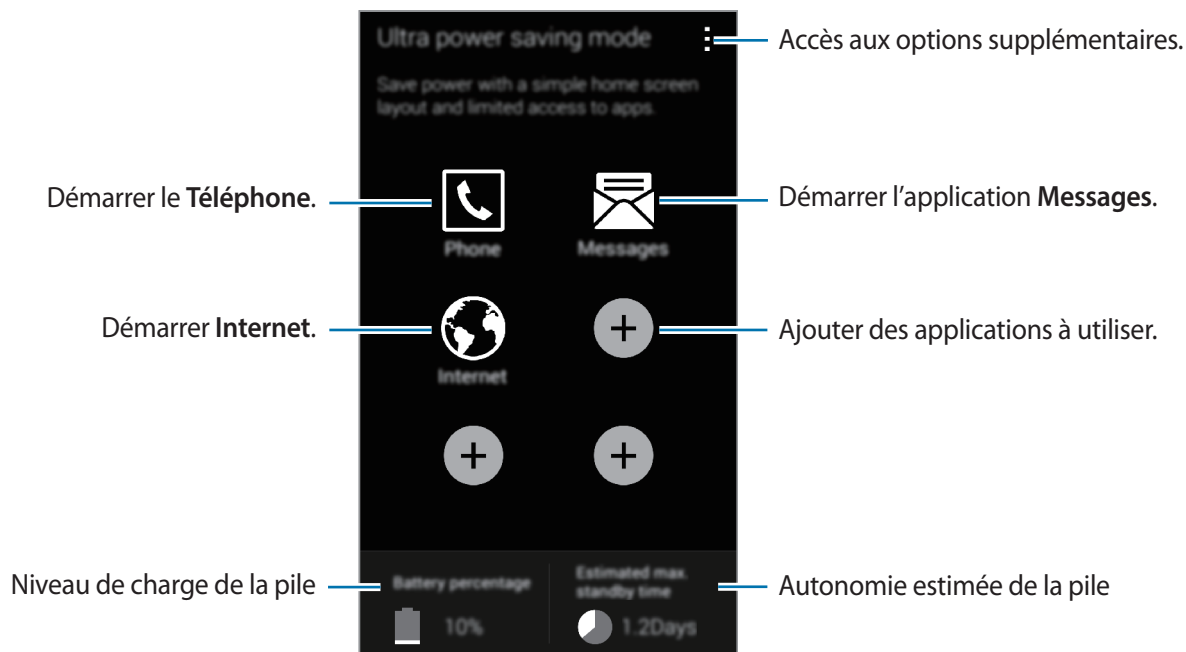 Ultra power saving mode
Accès aux options supplémentaires.
Save power with a simple home screen
layout and limited access to apps.
Démarrer le Téléphone.
Démarrer l’application Messages.
Phone
Messages
Démarrer Internet.
Ajouter des applications à utiliser.
Internet
Niveau de charge de la pile
Battery percentage
Estimated max.
standby time
Autonomie estimée de la pile
10%
1.2Days